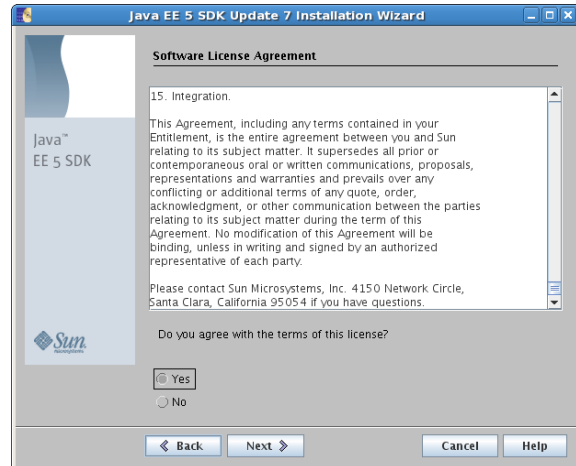 Java EE 5 SDK Update 7 Installation Wizard
Software License Agreement
Java™
EE 5 SDK
15. Integration.
This Agreement, including any terms contained in your
Entitlement, is the entire agreement between you and Sun
relating to its subject matter. It supersedes all prior or
contemporaneous oral or written communications, proposals,
representations and warranties and prevails over any
conflicting or additional terms of any quote, order,
acknowledgment, or other communication between the parties
relating to its subject matter during the term of this
Agreement. No modification of this Agreement will be
binding, unless in writing and signed by an authorized
representative of each party.
Please contact Sun Microsystems, Inc. 4150 Network Circle,
Santa Clara, California 95054 if you have questions.
Sun
microsystems
Do you agree with the terms of this license?
Yes
No
Back
Next
Cancel
Help